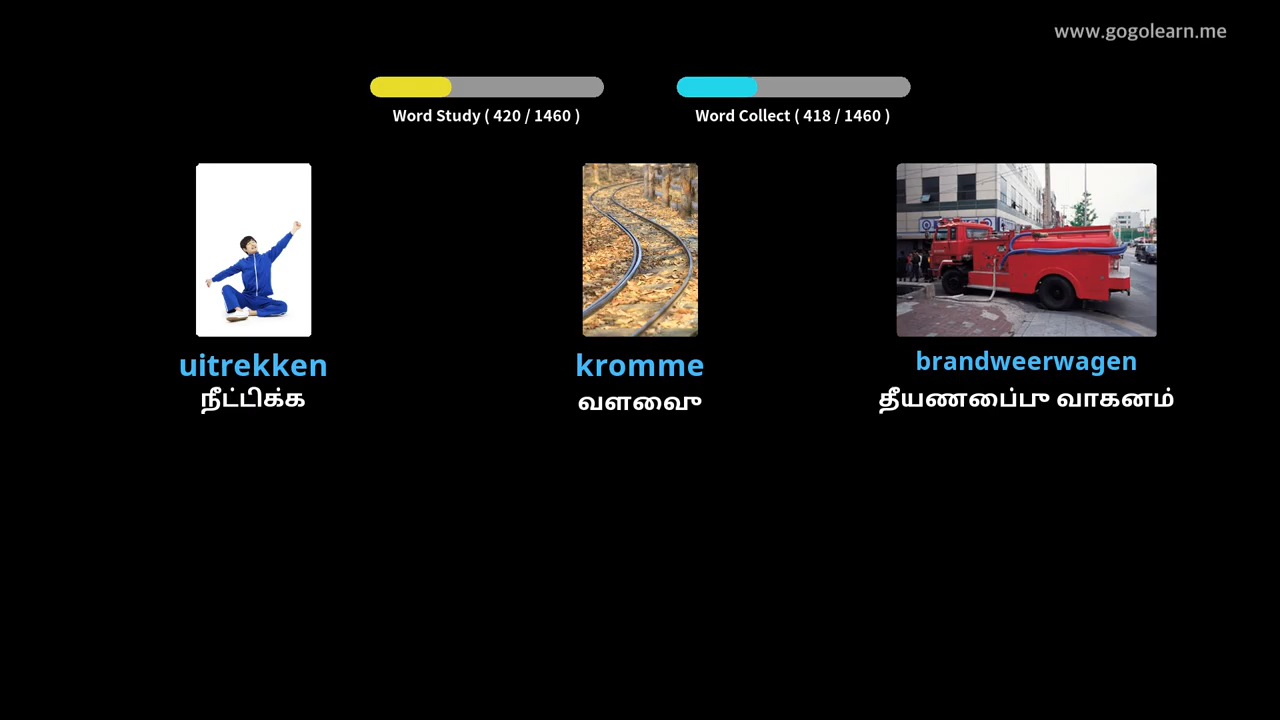 www.gogolearn.me
Word Study ( 420 / 1460 )
Word Collect ( 418 / 1460 )
uitrekken
நீட்டிக்க
kromme
வளைவு
brandweerwagen
தீயணைப்பு வாகனம்